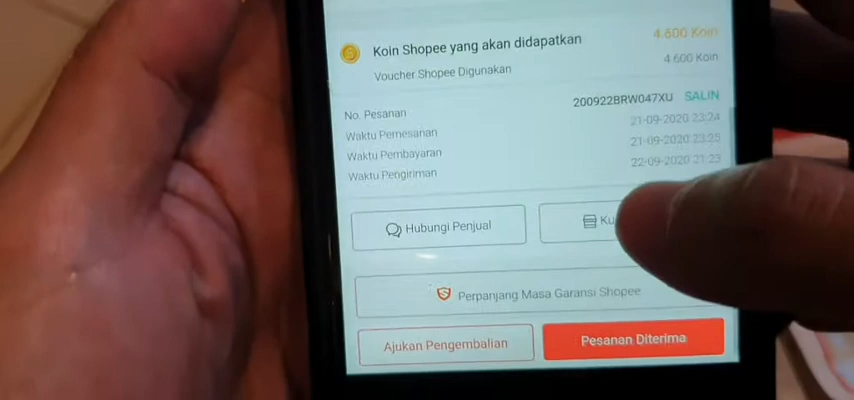 Koin Shopee yang akan didapatkan 4.600 Koin
Voucher Shopee Digunakan 4.600 Koin
No. Pesanan 200922BRW047XU SALIN
Waktu Pemesanan 21-09-2020 23:24
Waktu Pembayaran 21-09-2020 23:25
Waktu Pengiriman 22-09-2020 21:23
Hubungi Penjual Ku
Perpanjang Masa Garansi Shopee
Ajukan Pengembalian Pesanan Diterima